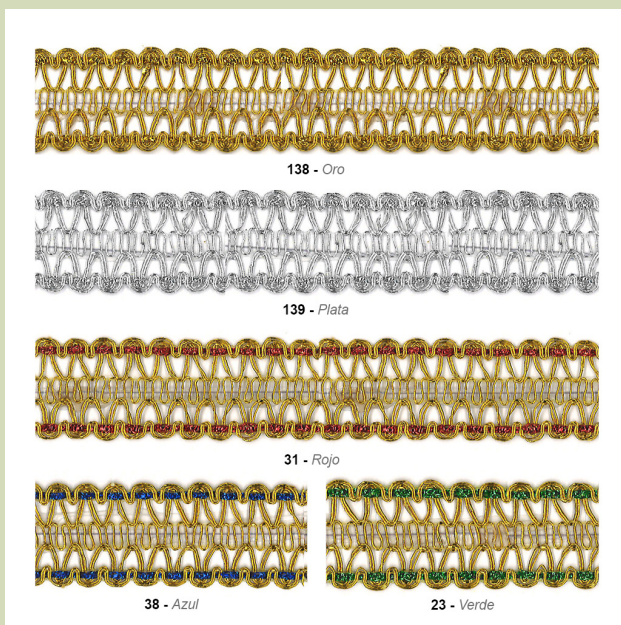 138 - Oro
139 - Plata
31 - Rojo
38 - Azul
23 - Verde